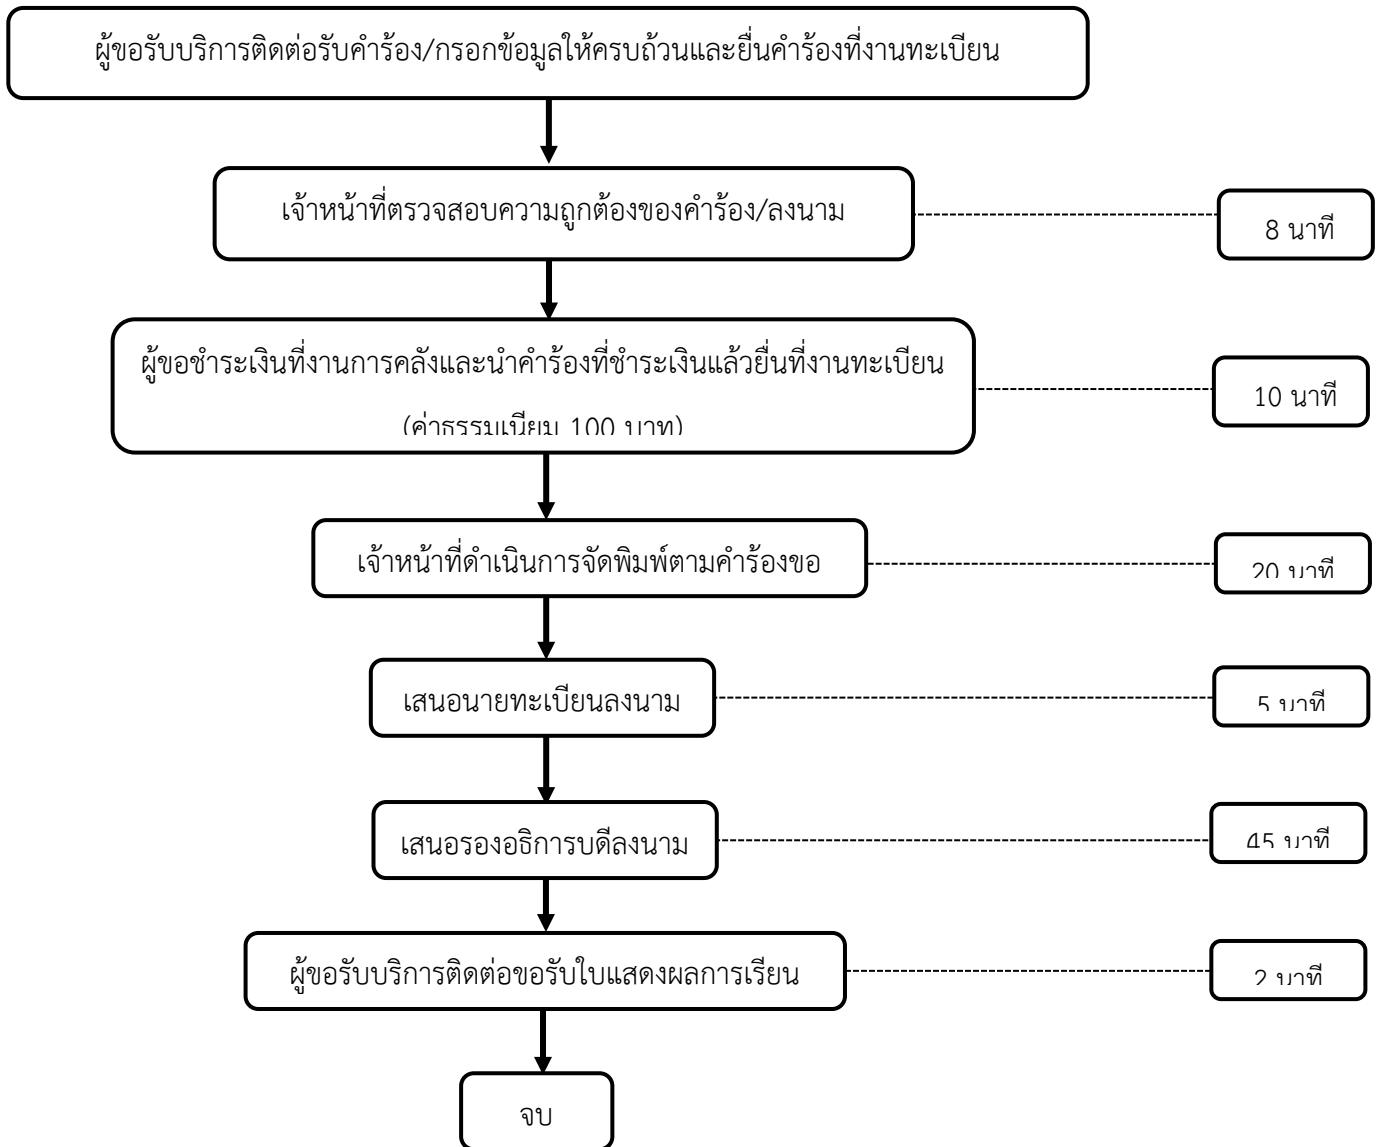 ผู้ขอรับบริการติดต่อรับคำร้อง/กรอกข้อมูลให้ครบถ้วนและยื่นคำร้องที่งานทะเบียน
เจ้าหน้าที่ตรวจสอบความถูกต้องของคำร้อง/ลงนาม
8 นาที
ผู้ขอชำระเงินที่งานการคลังและนำคำร้องที่ชำระเงินแล้วยื่นที่งานทะเบียน
(ค่าธรรมเนียม 100 บาท)
10 นาที
เจ้าหน้าที่ดำเนินการจัดพิมพ์ตามคำร้องขอ
20 นาที
เสนอนายทะเบียนลงนาม
5 นาที
เสนอรองอธิการบดีลงนาม
45 นาที
ผู้ขอรับบริการติดต่อขอรับใบแสดงผลการเรียน
2 นาที
จบ